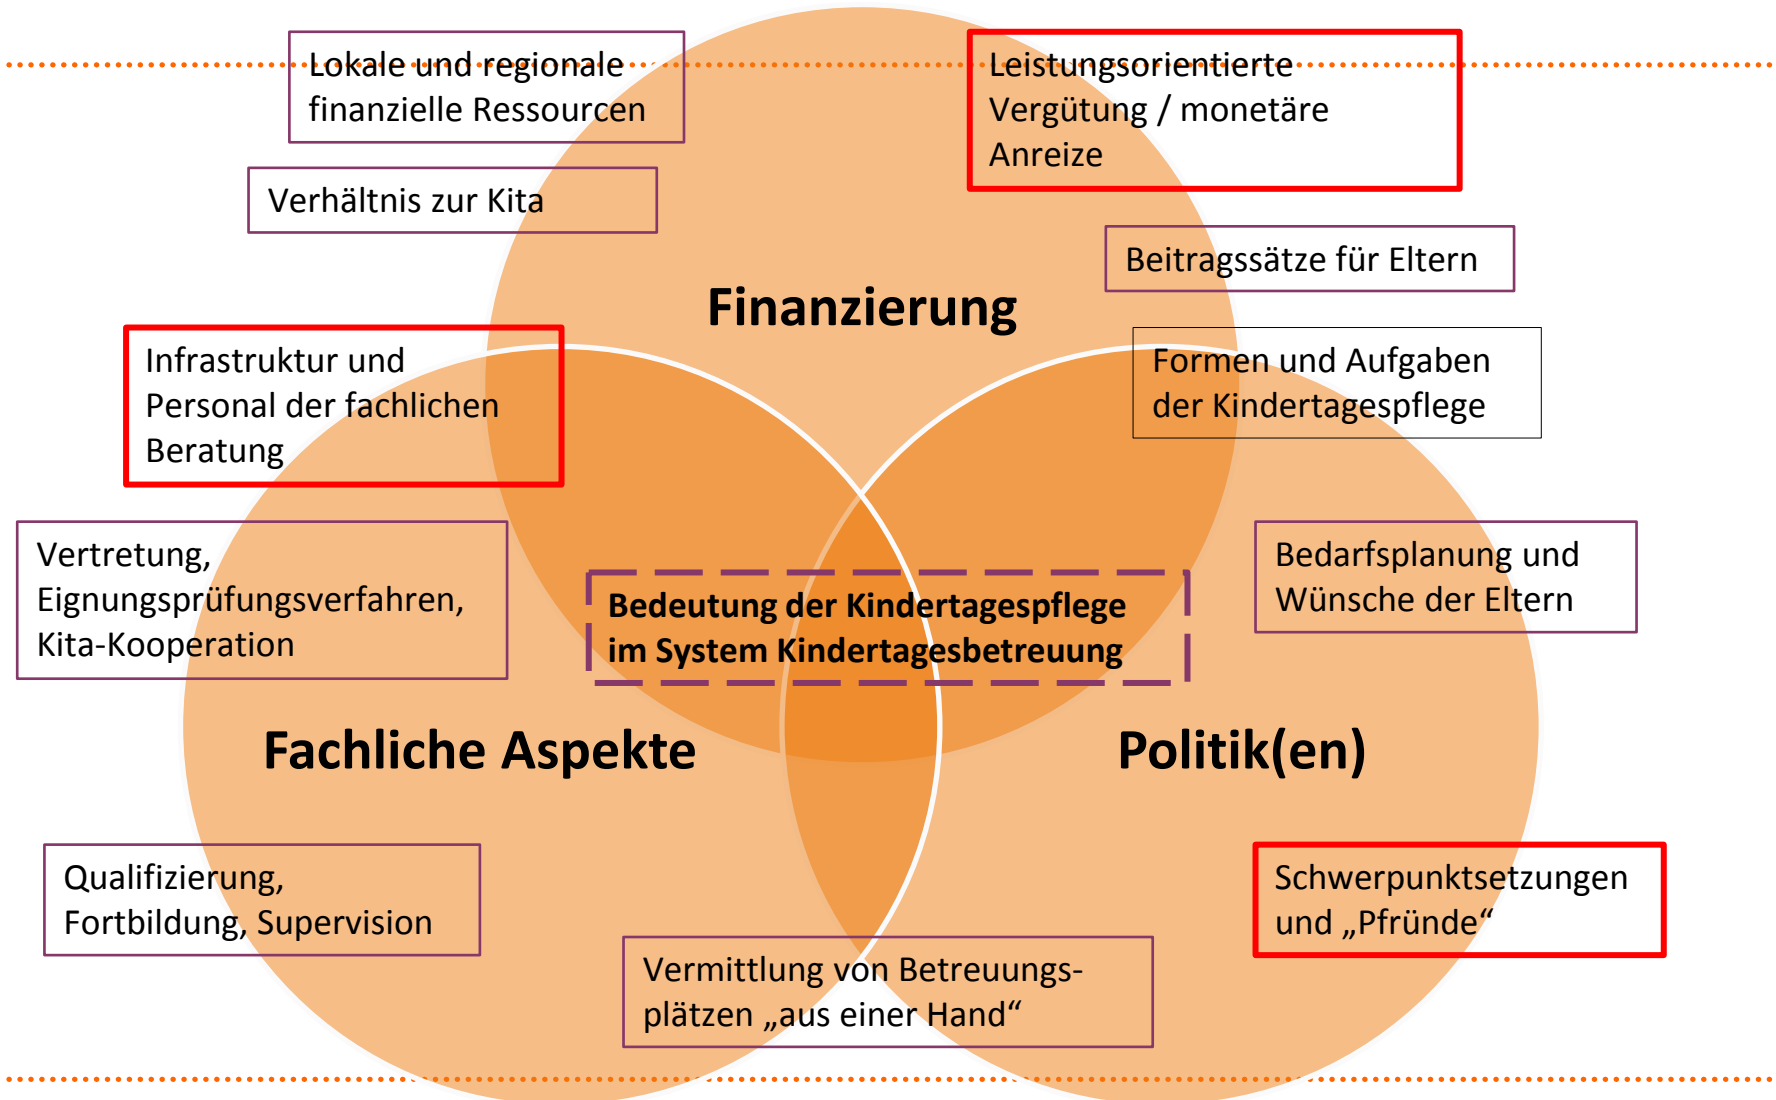 Lokale und regionale
finanzielle Ressourcen
Leistungsorientierte
Vergütung / monetäre
Anreize
Verhältnis zur Kita
Beitragssätze für Eltern
Finanzierung
Infrastruktur und
Personal der fachlichen
Beratung
Formen und Aufgaben
der Kindertagespflege
Vertretung,
Eignungsprüfungsverfahren,
Kita-Kooperation
Bedarfsplanung und
Wünsche der Eltern
Bedeutung der Kindertagespflege
im System Kindertagesbetreuung
Fachliche Aspekte
Politik(en)
Qualifizierung,
Fortbildung, Supervision
Schwerpunktsetzungen
und „Pfründe“
Vermittlung von Betreuungs-
plätzen „aus einer Hand“